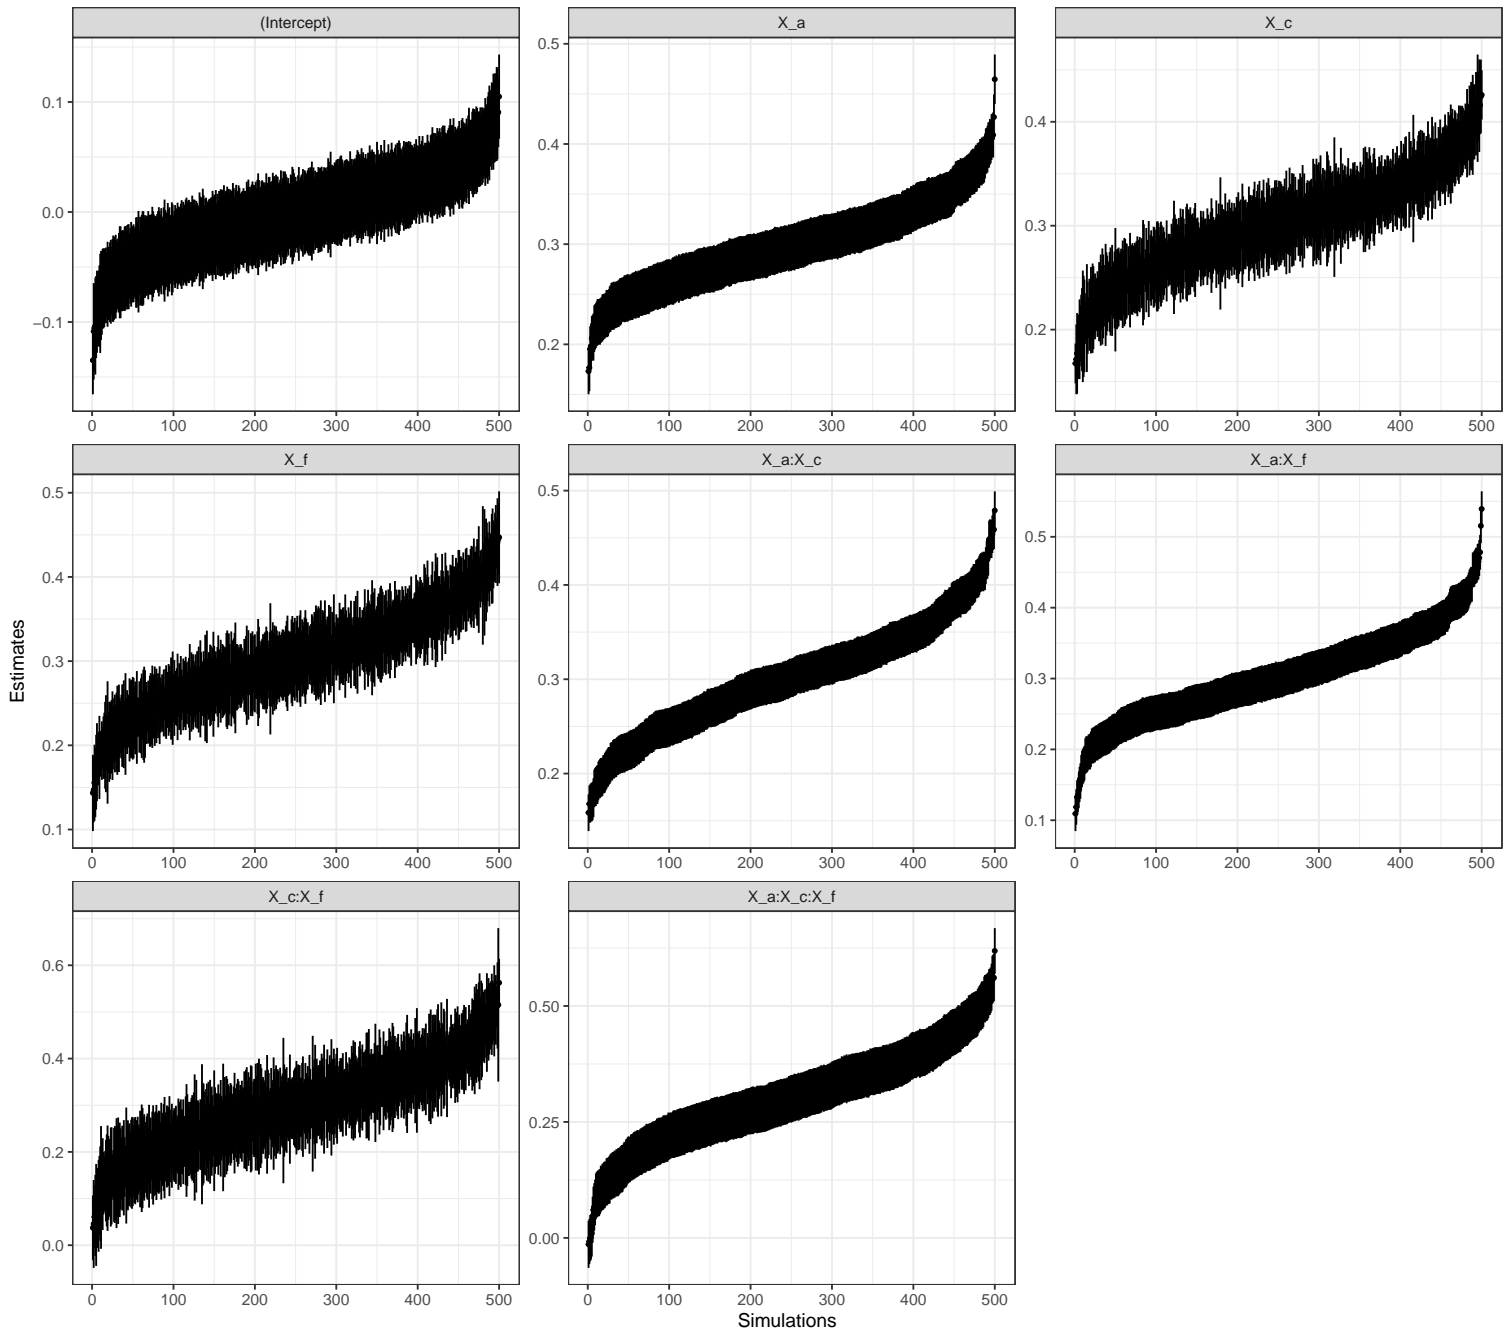 (Intercept) X_a X_c
0.1 0.0 −0.1
0.5 0.4 0.3 0.2
0.4 0.3 0.2
0 100 200 300 400 500 0 100 200 300 400 500 0 100 200 300 400 500
X_f X_a:X_c X_a:X_f
Estimates
0.5 0.4 0.3 0.2 0.1
0.5 0.4 0.3 0.2
0.5 0.4 0.3 0.2 0.1
0 100 200 300 400 500 0 100 200 300 400 500 0 100 200 300 400 500
X_c:X_f X_a:X_c:X_f
0.6 0.4 0.2 0.0
0.50 0.25 0.00
0 100 200 300 400 500 0 100 200 300 400 500
Simulations